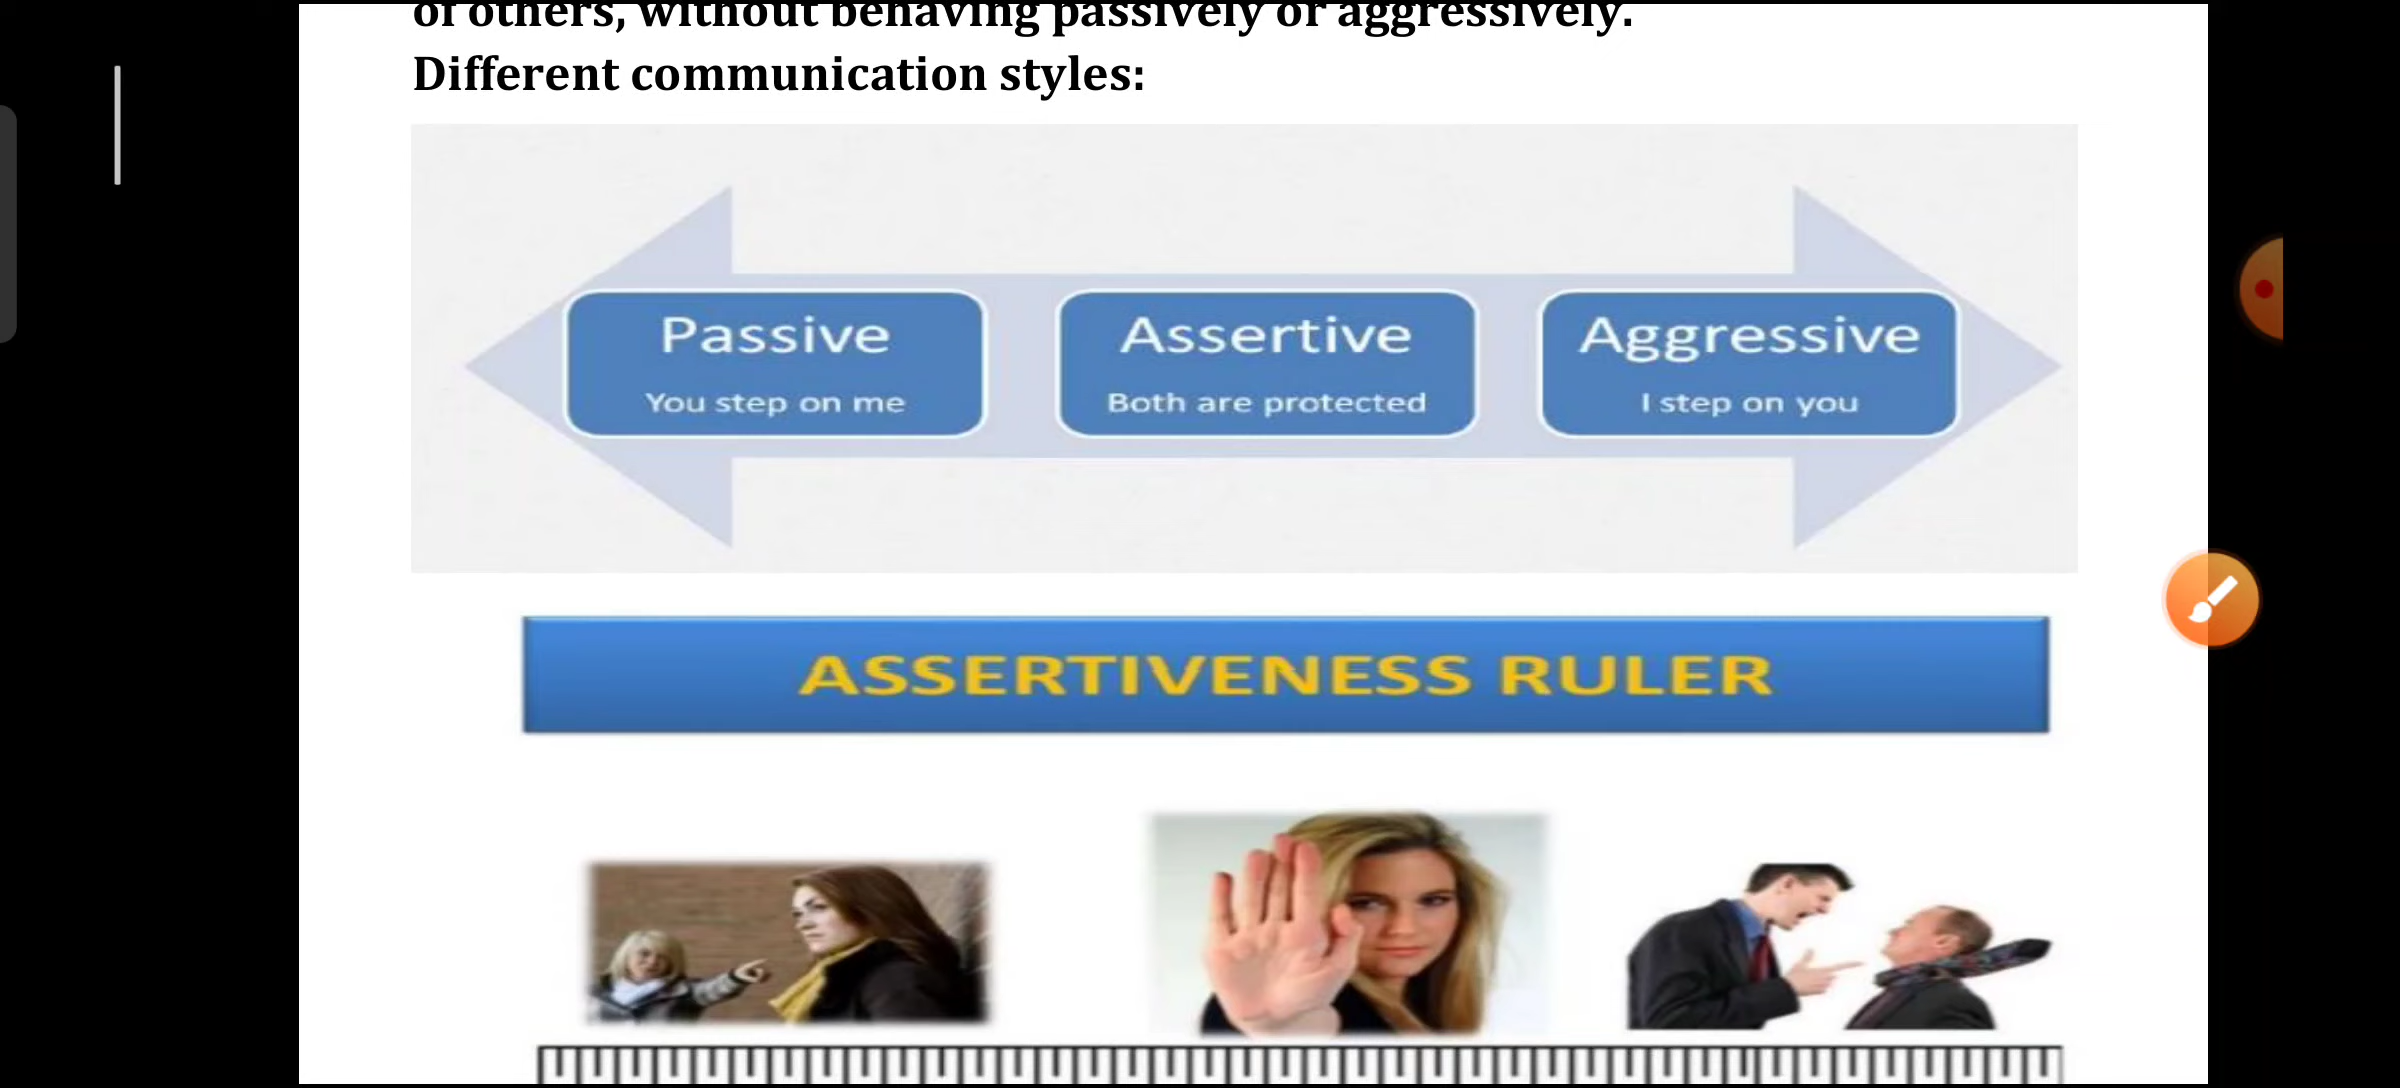 of others, without behaving passively or aggressively.
Different communication styles:
Passive
You step on me
Assertive
Both are protected
Aggressive
I step on you
ASSERTIVENESS RULER